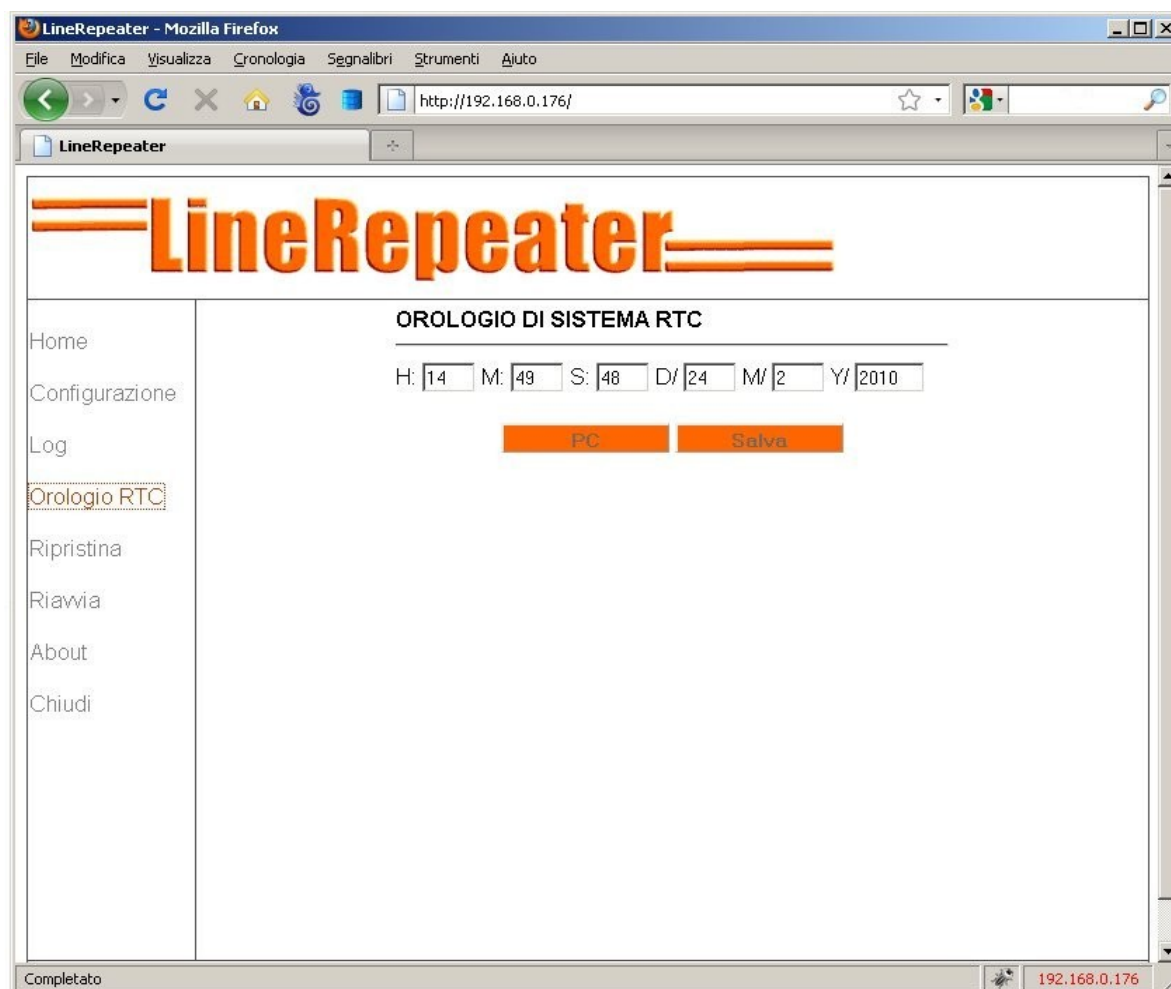 LineRepeater - Mozilla Firefox
File Modifica Visualizza Cronologia Segnalibri Strumenti Aiuto
http://192.168.0.176/
LineRepeater
LineRepeater
Home
Configurazione
Log
Orologio RTC
Ripristina
Riavvia
About
Chiudi
OROLOGIO DI SISTEMA RTC
H: 14 M: 49 S: 48 D/ 24 M/ 2 Y/ 2010
PC Salva
Completato 192.168.0.176